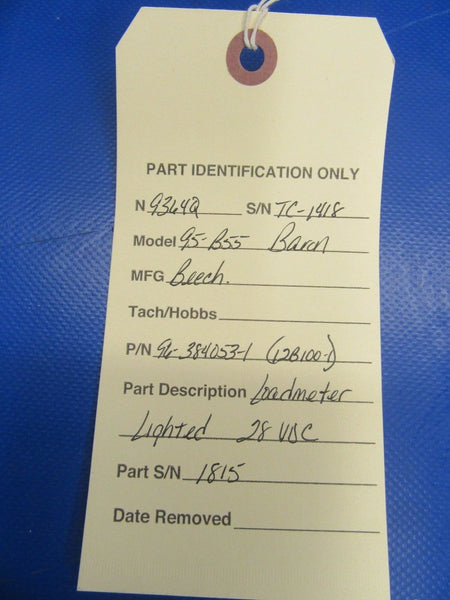 PART IDENTIFICATION ONLY
N 9364Q S/N TC-1418
Model 95-B55 Baron
MFG Beech.
Tach/Hobbs
P/N 96-384053-1 (12B100-1)
Part Description Loadmeter
Lighted 28 VDC
Part S/N 1815
Date Removed